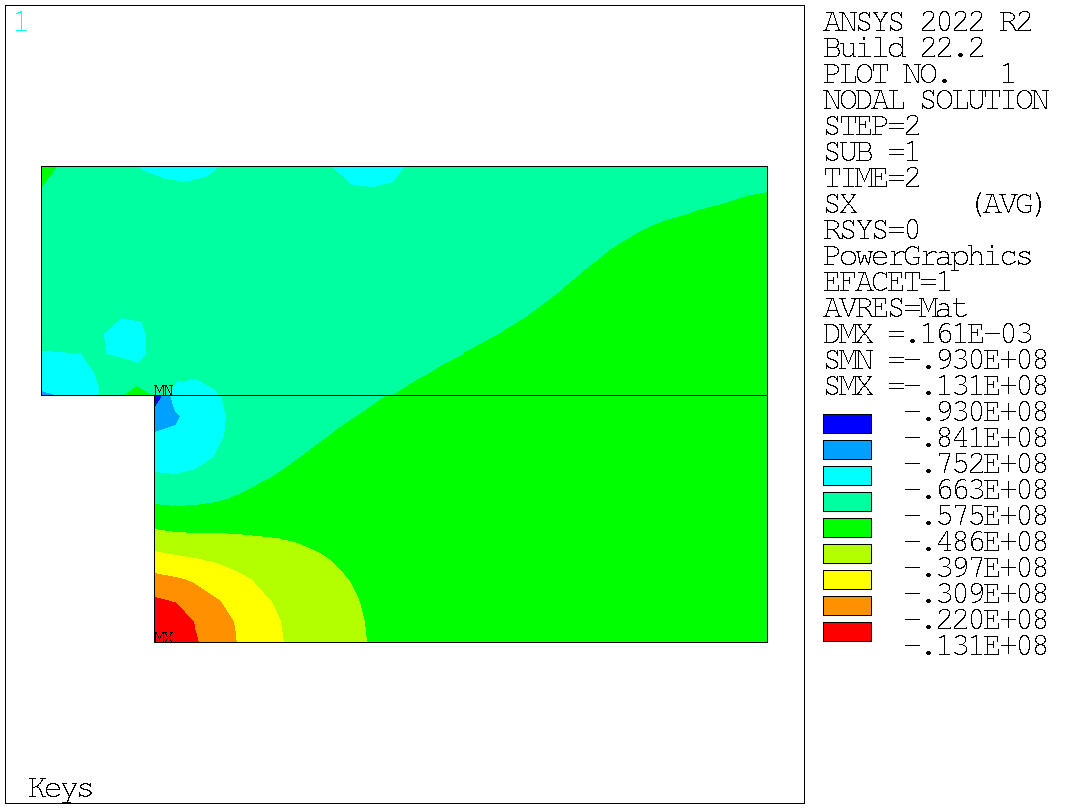 1
ANSYS 2022 R2
Build 22.2
PLOT NO.   1
NODAL SOLUTION
STEP=2
SUB =1
TIME=2
SX       (AVG)
RSYS=0
PowerGraphics
EFACET=1
AVRES=Mat
DMX =.161E-03
SMN =-.930E+08
SMX =-.131E+08
-.930E+08
-.841E+08
-.752E+08
-.663E+08
-.575E+08
-.486E+08
-.397E+08
-.309E+08
-.220E+08
-.131E+08
MN
MX
Keys